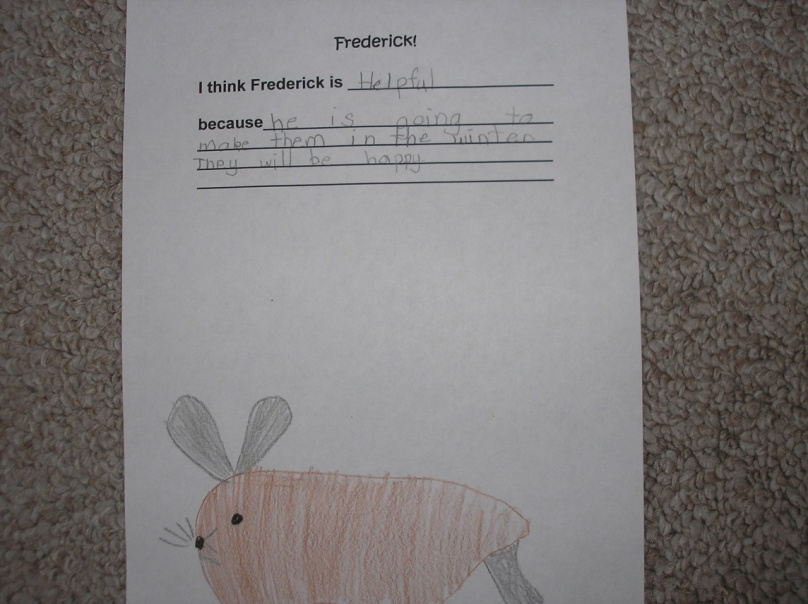 Frederick!
I think Frederick is Helpful
because he is going to
make them in the winter
They will be happy